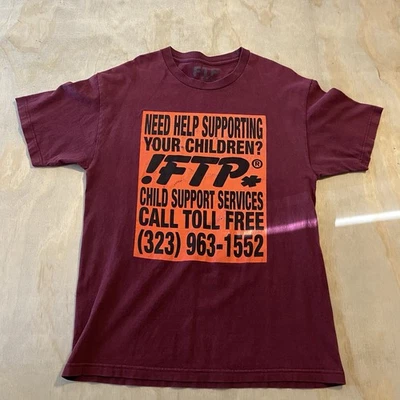 NEED HELP SUPPORTING
YOUR CHILDREN?
!FTP®
CHILD SUPPORT SERVICES
CALL TOLL FREE
(323) 963-1552